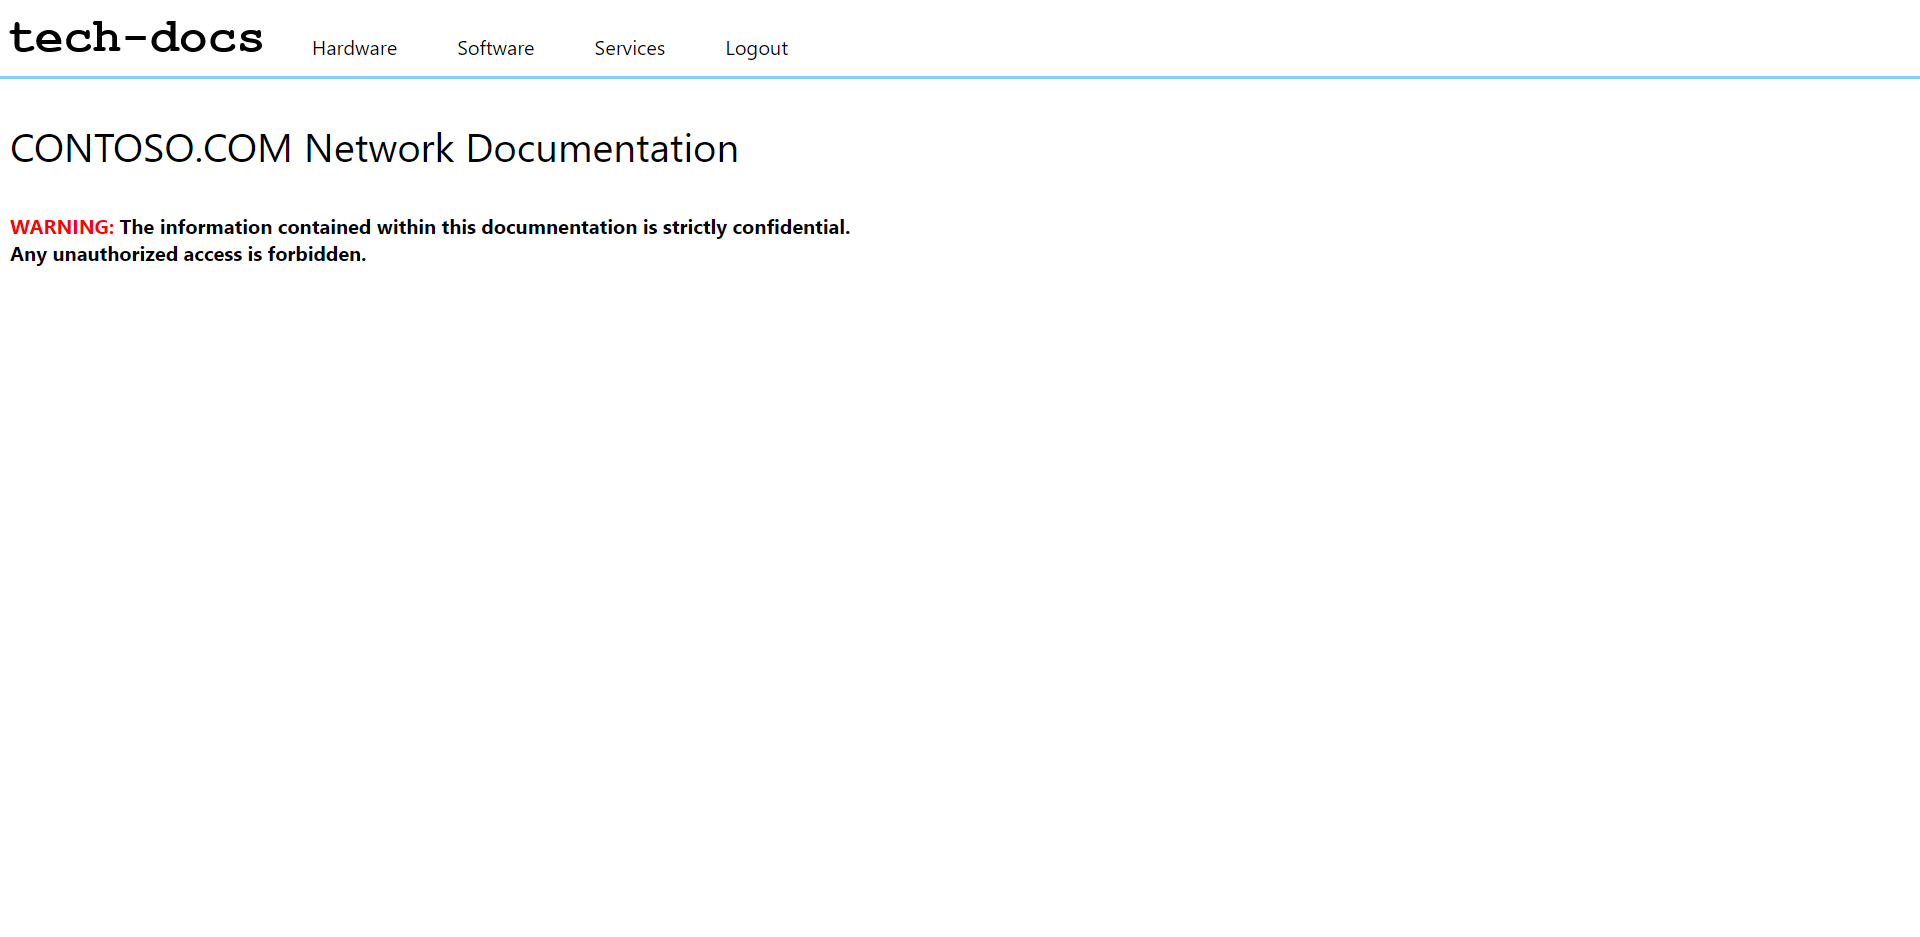 tech-docs
Hardware Software Services Logout
CONTOSO.COM Network Documentation
WARNING: The information contained within this documnentation is strictly confidential.
Any unauthorized access is forbidden.